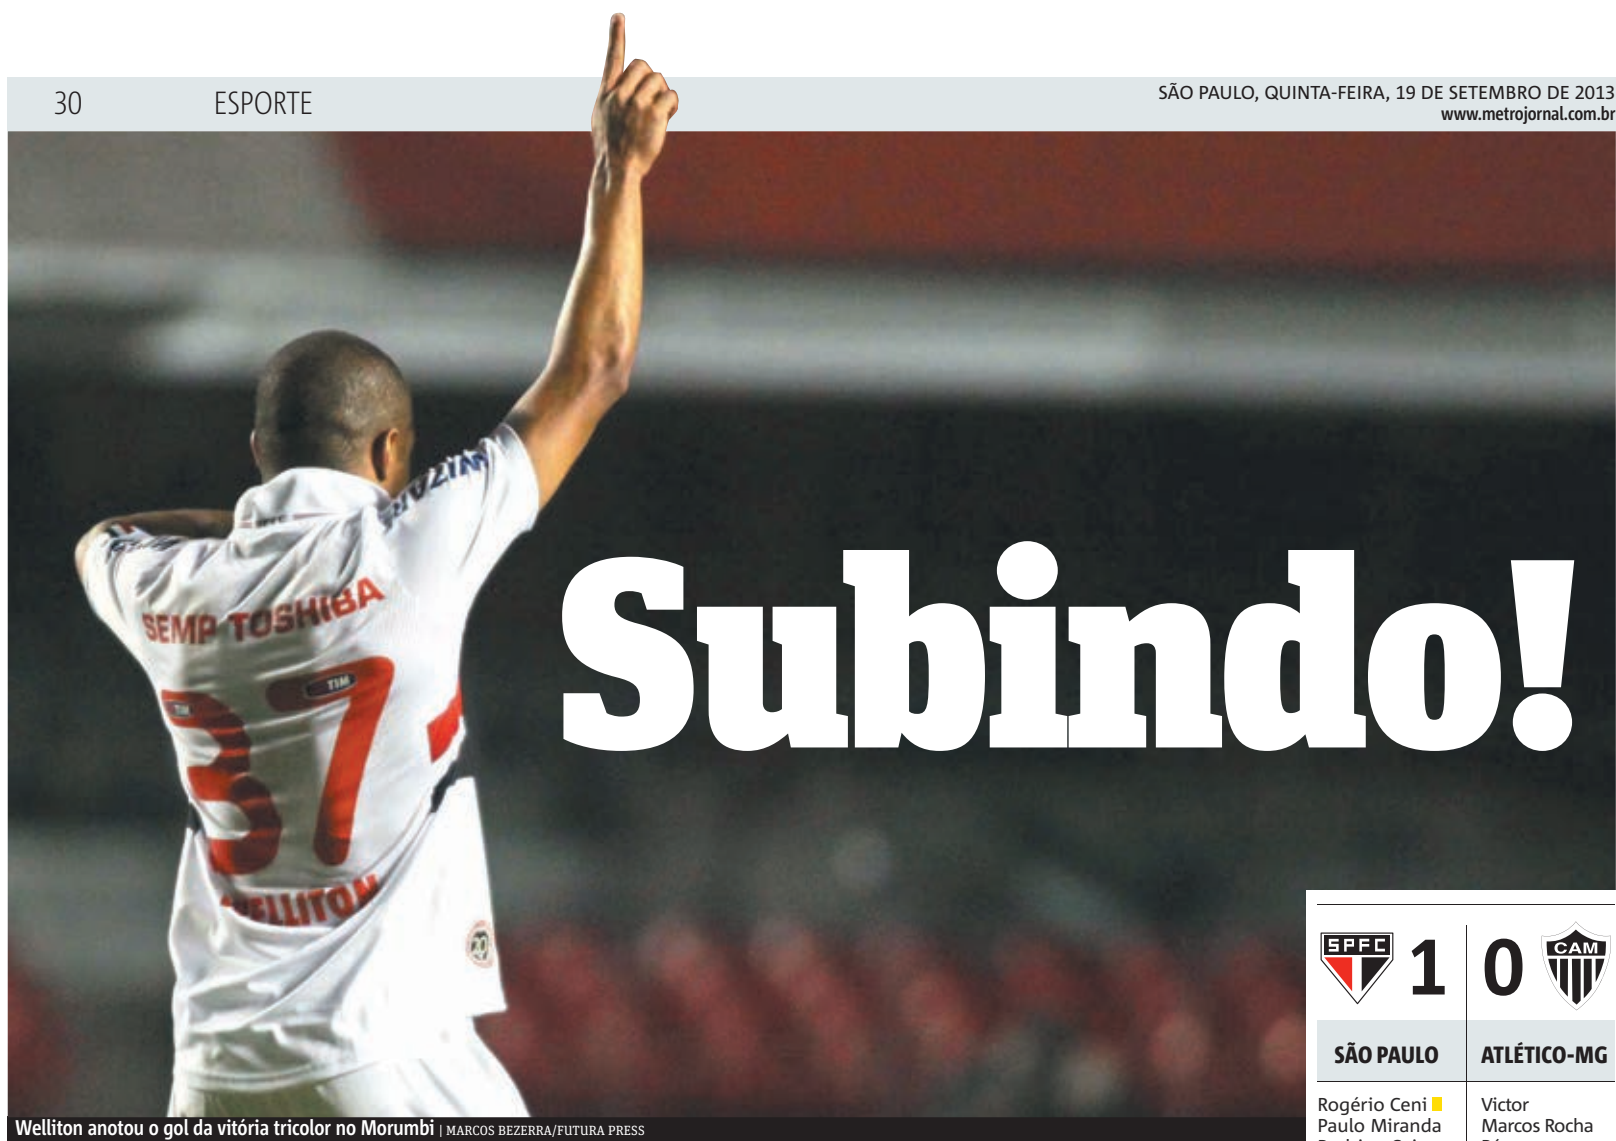 30
ESPORTE
SÃO PAULO, QUINTA-FEIRA, 19 DE SETEMBRO DE 2013
www.metrojornal.com.br
SEMP TOSHIBA
TIM
TIM
37
WELLITON
Subindo!
SPFC
1
0
CAM
SÃO PAULO
ATLÉTICO-MG
Rogério Ceni
Paulo Miranda
Victor
Marcos Rocha
Welliton anotou o gol da vitória tricolor no Morumbi | MARCOS BEZERRA/FUTURA PRESS